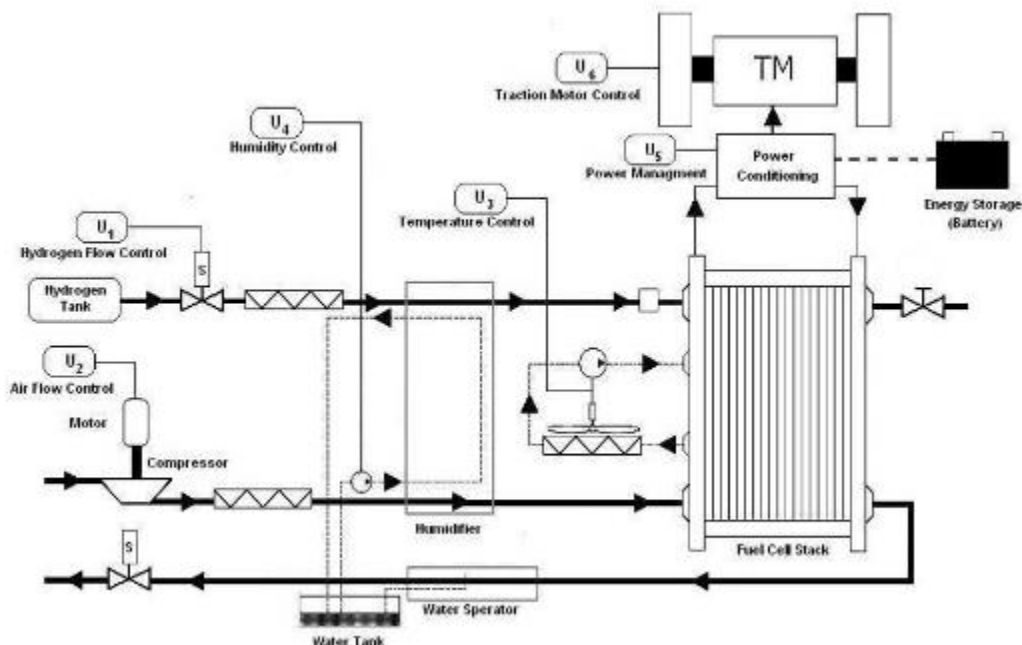 U6
Traction Motor Control
TM
U4
Humidity Control
U5
Power Managment
Power
Conditioning
Energy Storage
(Battery)
U3
Temperature Control
U1
Hydrogen Flow Control
S
Hydrogen
Tank
U2
Air Flow Control
Motor
Compressor
Humidifier
Fuel Cell Stack
S
Water Sperator
Water Tank